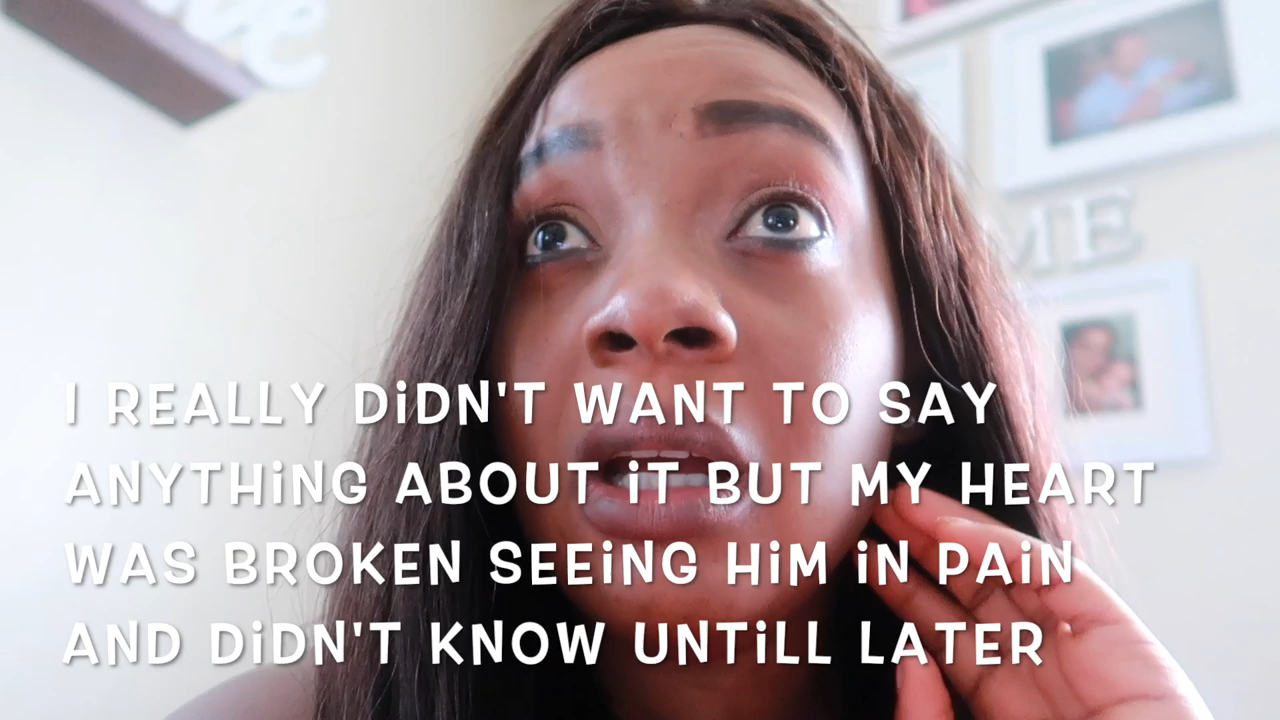 I REALLY DiDN'T WANT TO SAY
ANYTHiNG ABOUT iT BUT MY HEART
WAS BROKEN SEEiNG HiM iN PAiN
AND DiDN'T KNOW UNTiLL LATER
ME